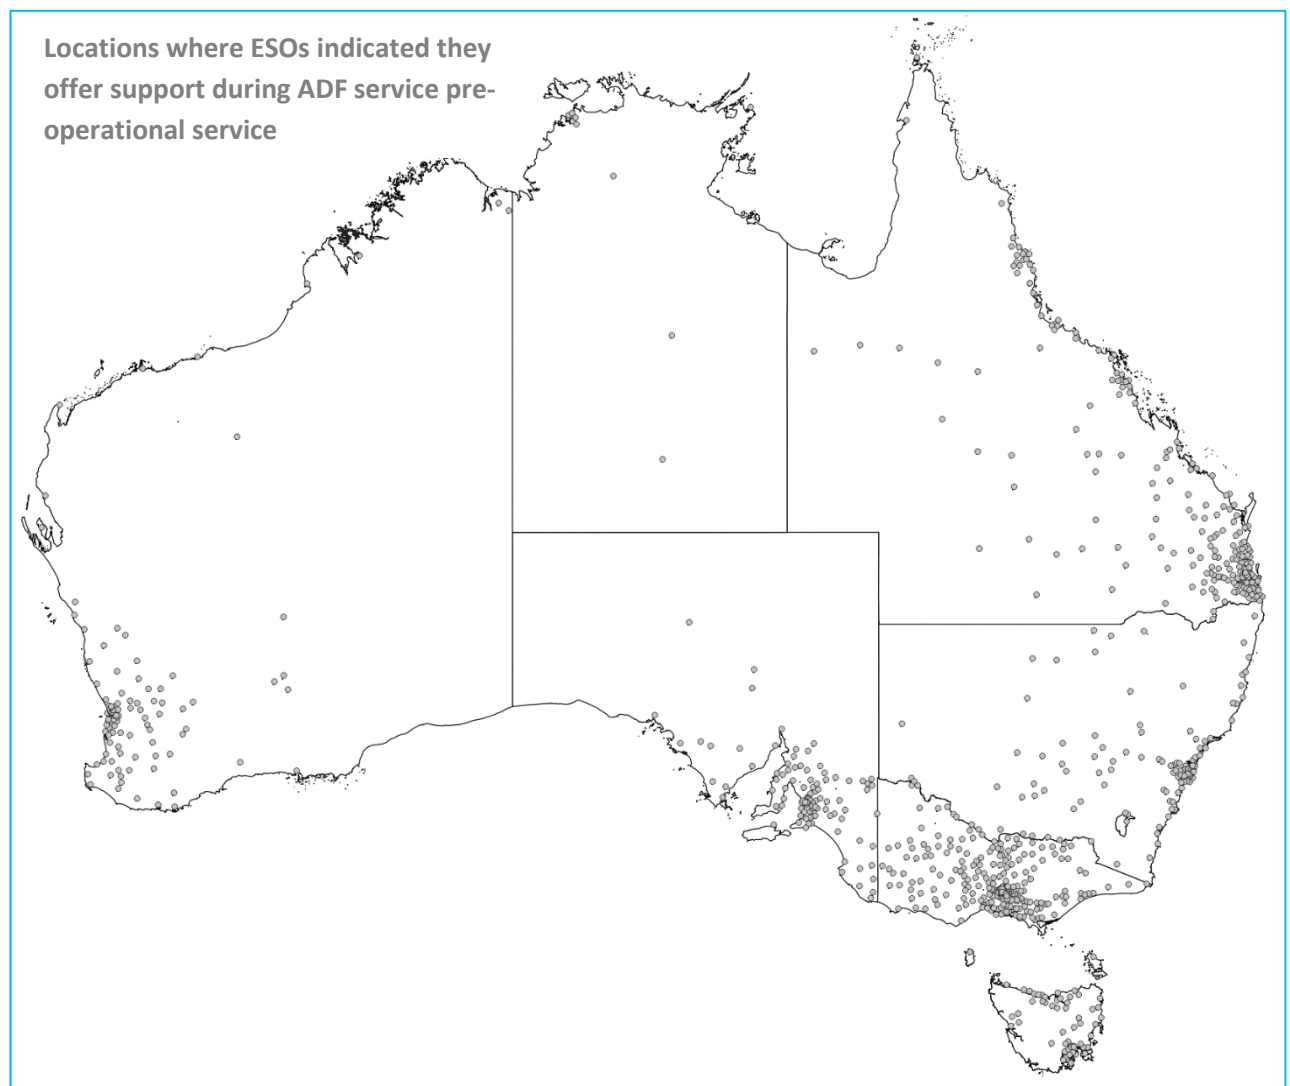 Locations where ESOs indicated they
offer support during ADF service pre-
operational service